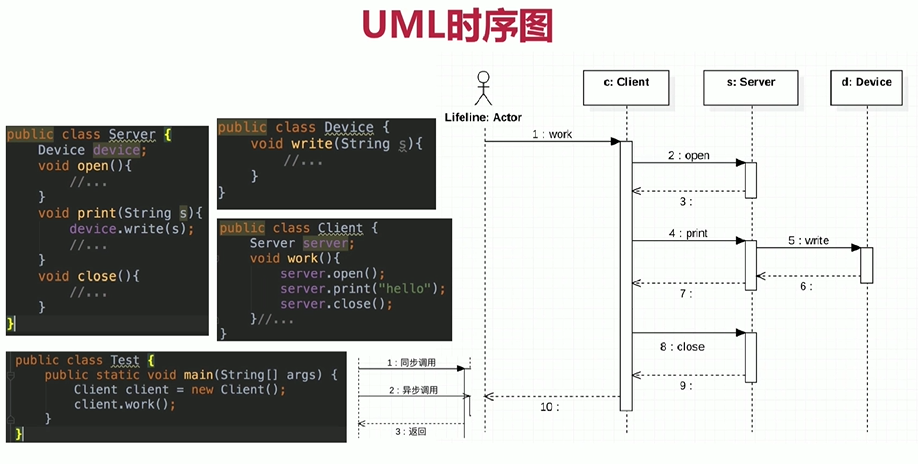 UML时序图
public class Server {
Device device;
void open(){
//...
}
void print(String s){
device.write(s);
//...
}
void close(){
//...
}
}
public class Device {
void write(String s){
//...
}
}
public class Client {
Server server;
void work(){
server.open();
server.print("hello");
server.close();
}//...
}
public class Test {
public static void main(String[] args) {
Client client = new Client();
client.work();
}
}
1 : 同步调用
2 : 异步调用
3 : 返回
Lifeline: Actor
c: Client
s: Server
d: Device
1 : work
2 : open
3 :
4 : print
5 : write
6 :
7 :
8 : close
9 :
10 :